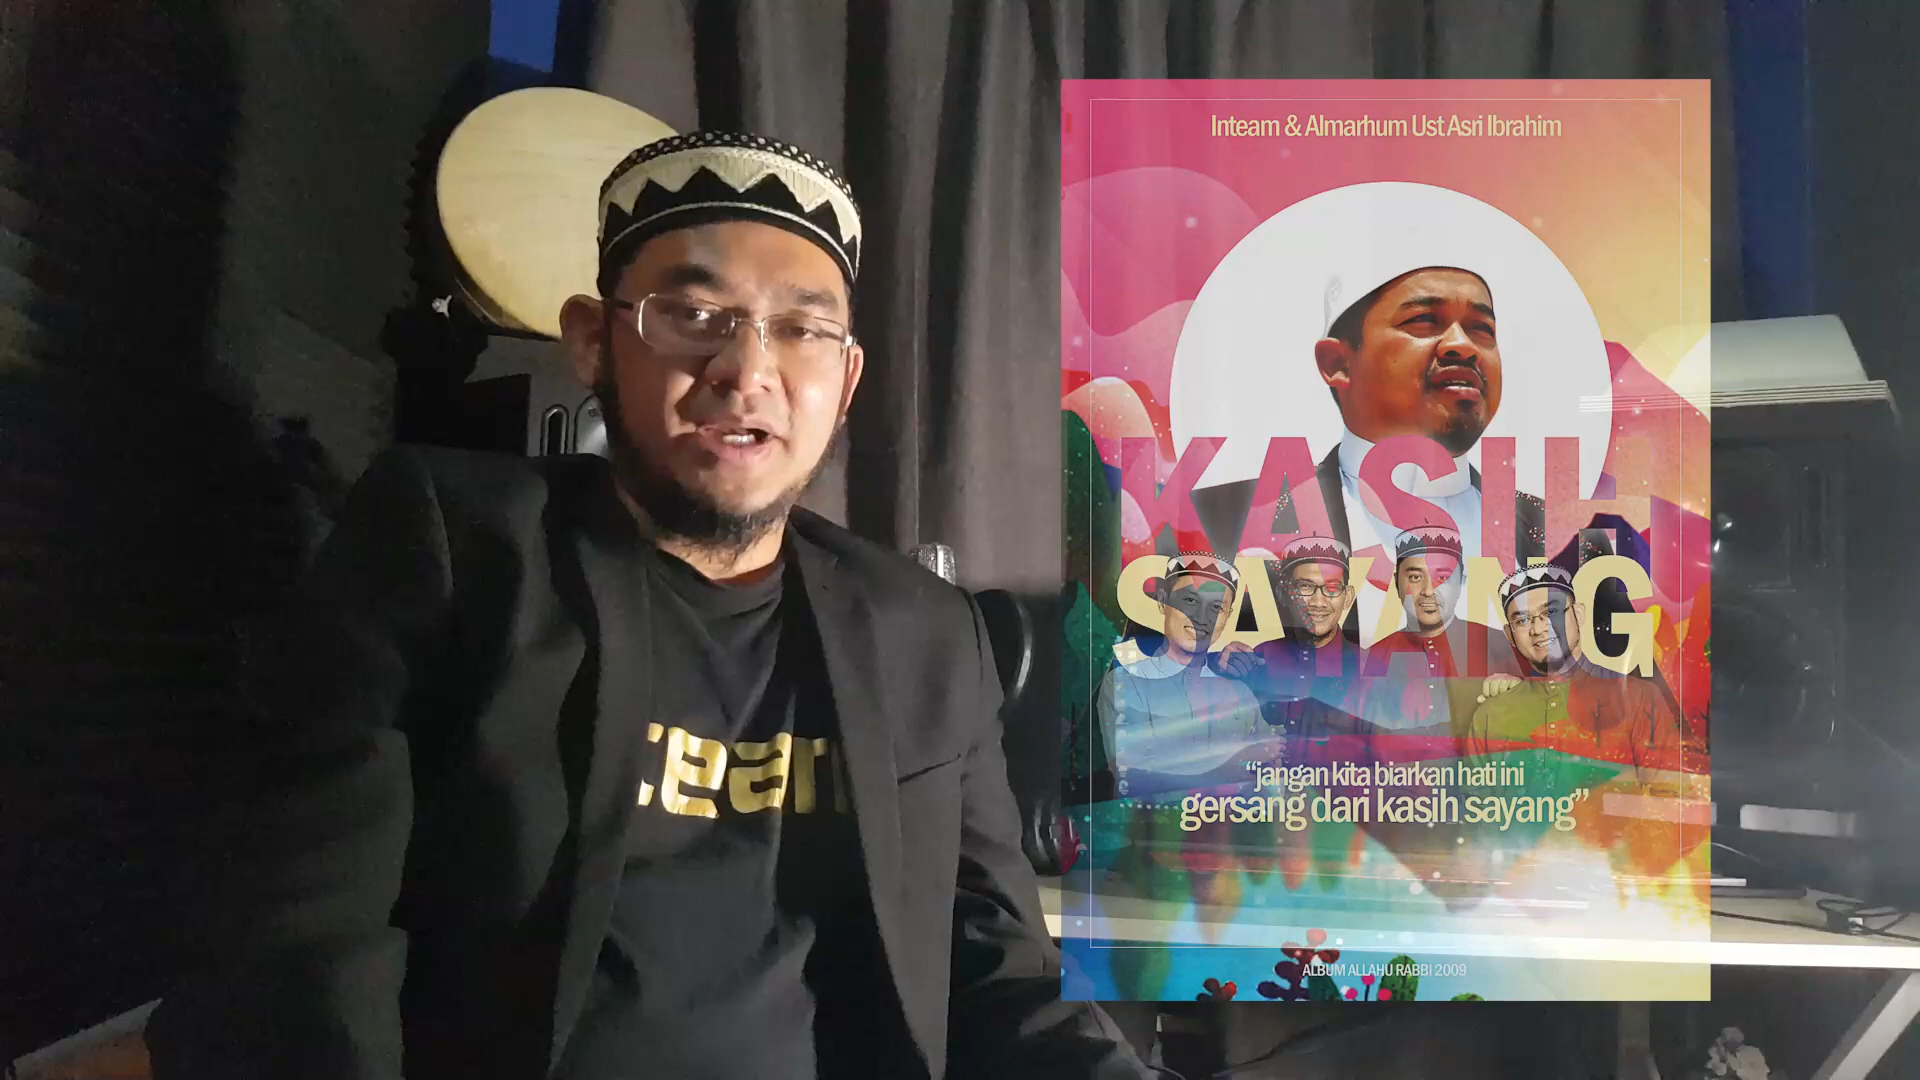 Inteam & Almarhum Ust Asri Ibrahim
KASIH
SAYANG
“jangan kita biarkan hati ini
gersang dari kasih sayang”
ALBUM ALLAHU RABBI 2009
team